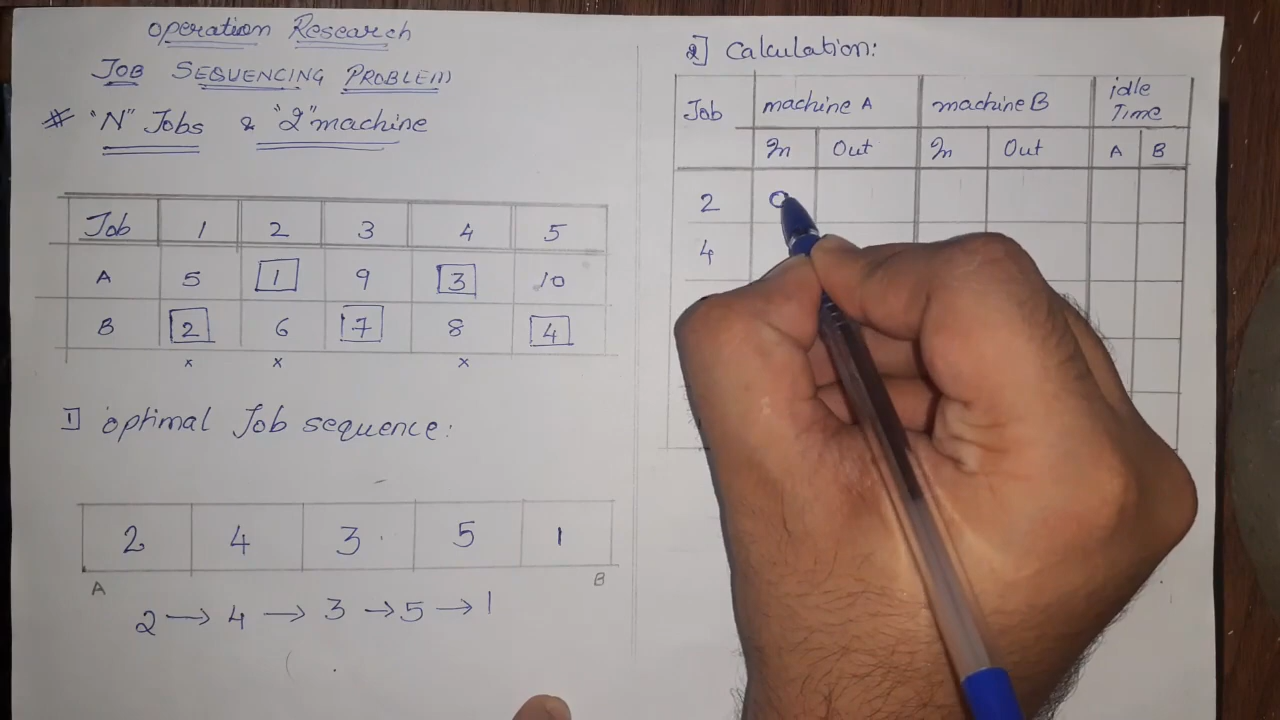 Operation Research
JOB SEQUENCING PROBLEM
# "N" Jobs & "2" machine
Job 1 2 3 4 5
A 5 1 9 3 10
B 2 6 7 8 4
x x x
1] optimal Job sequence:
2 4 3 5 1
A B
2 → 4 → 3 → 5 → 1
2] Calculation:
Job machine A machine B idle Time
In Out In Out A B
2 0
4